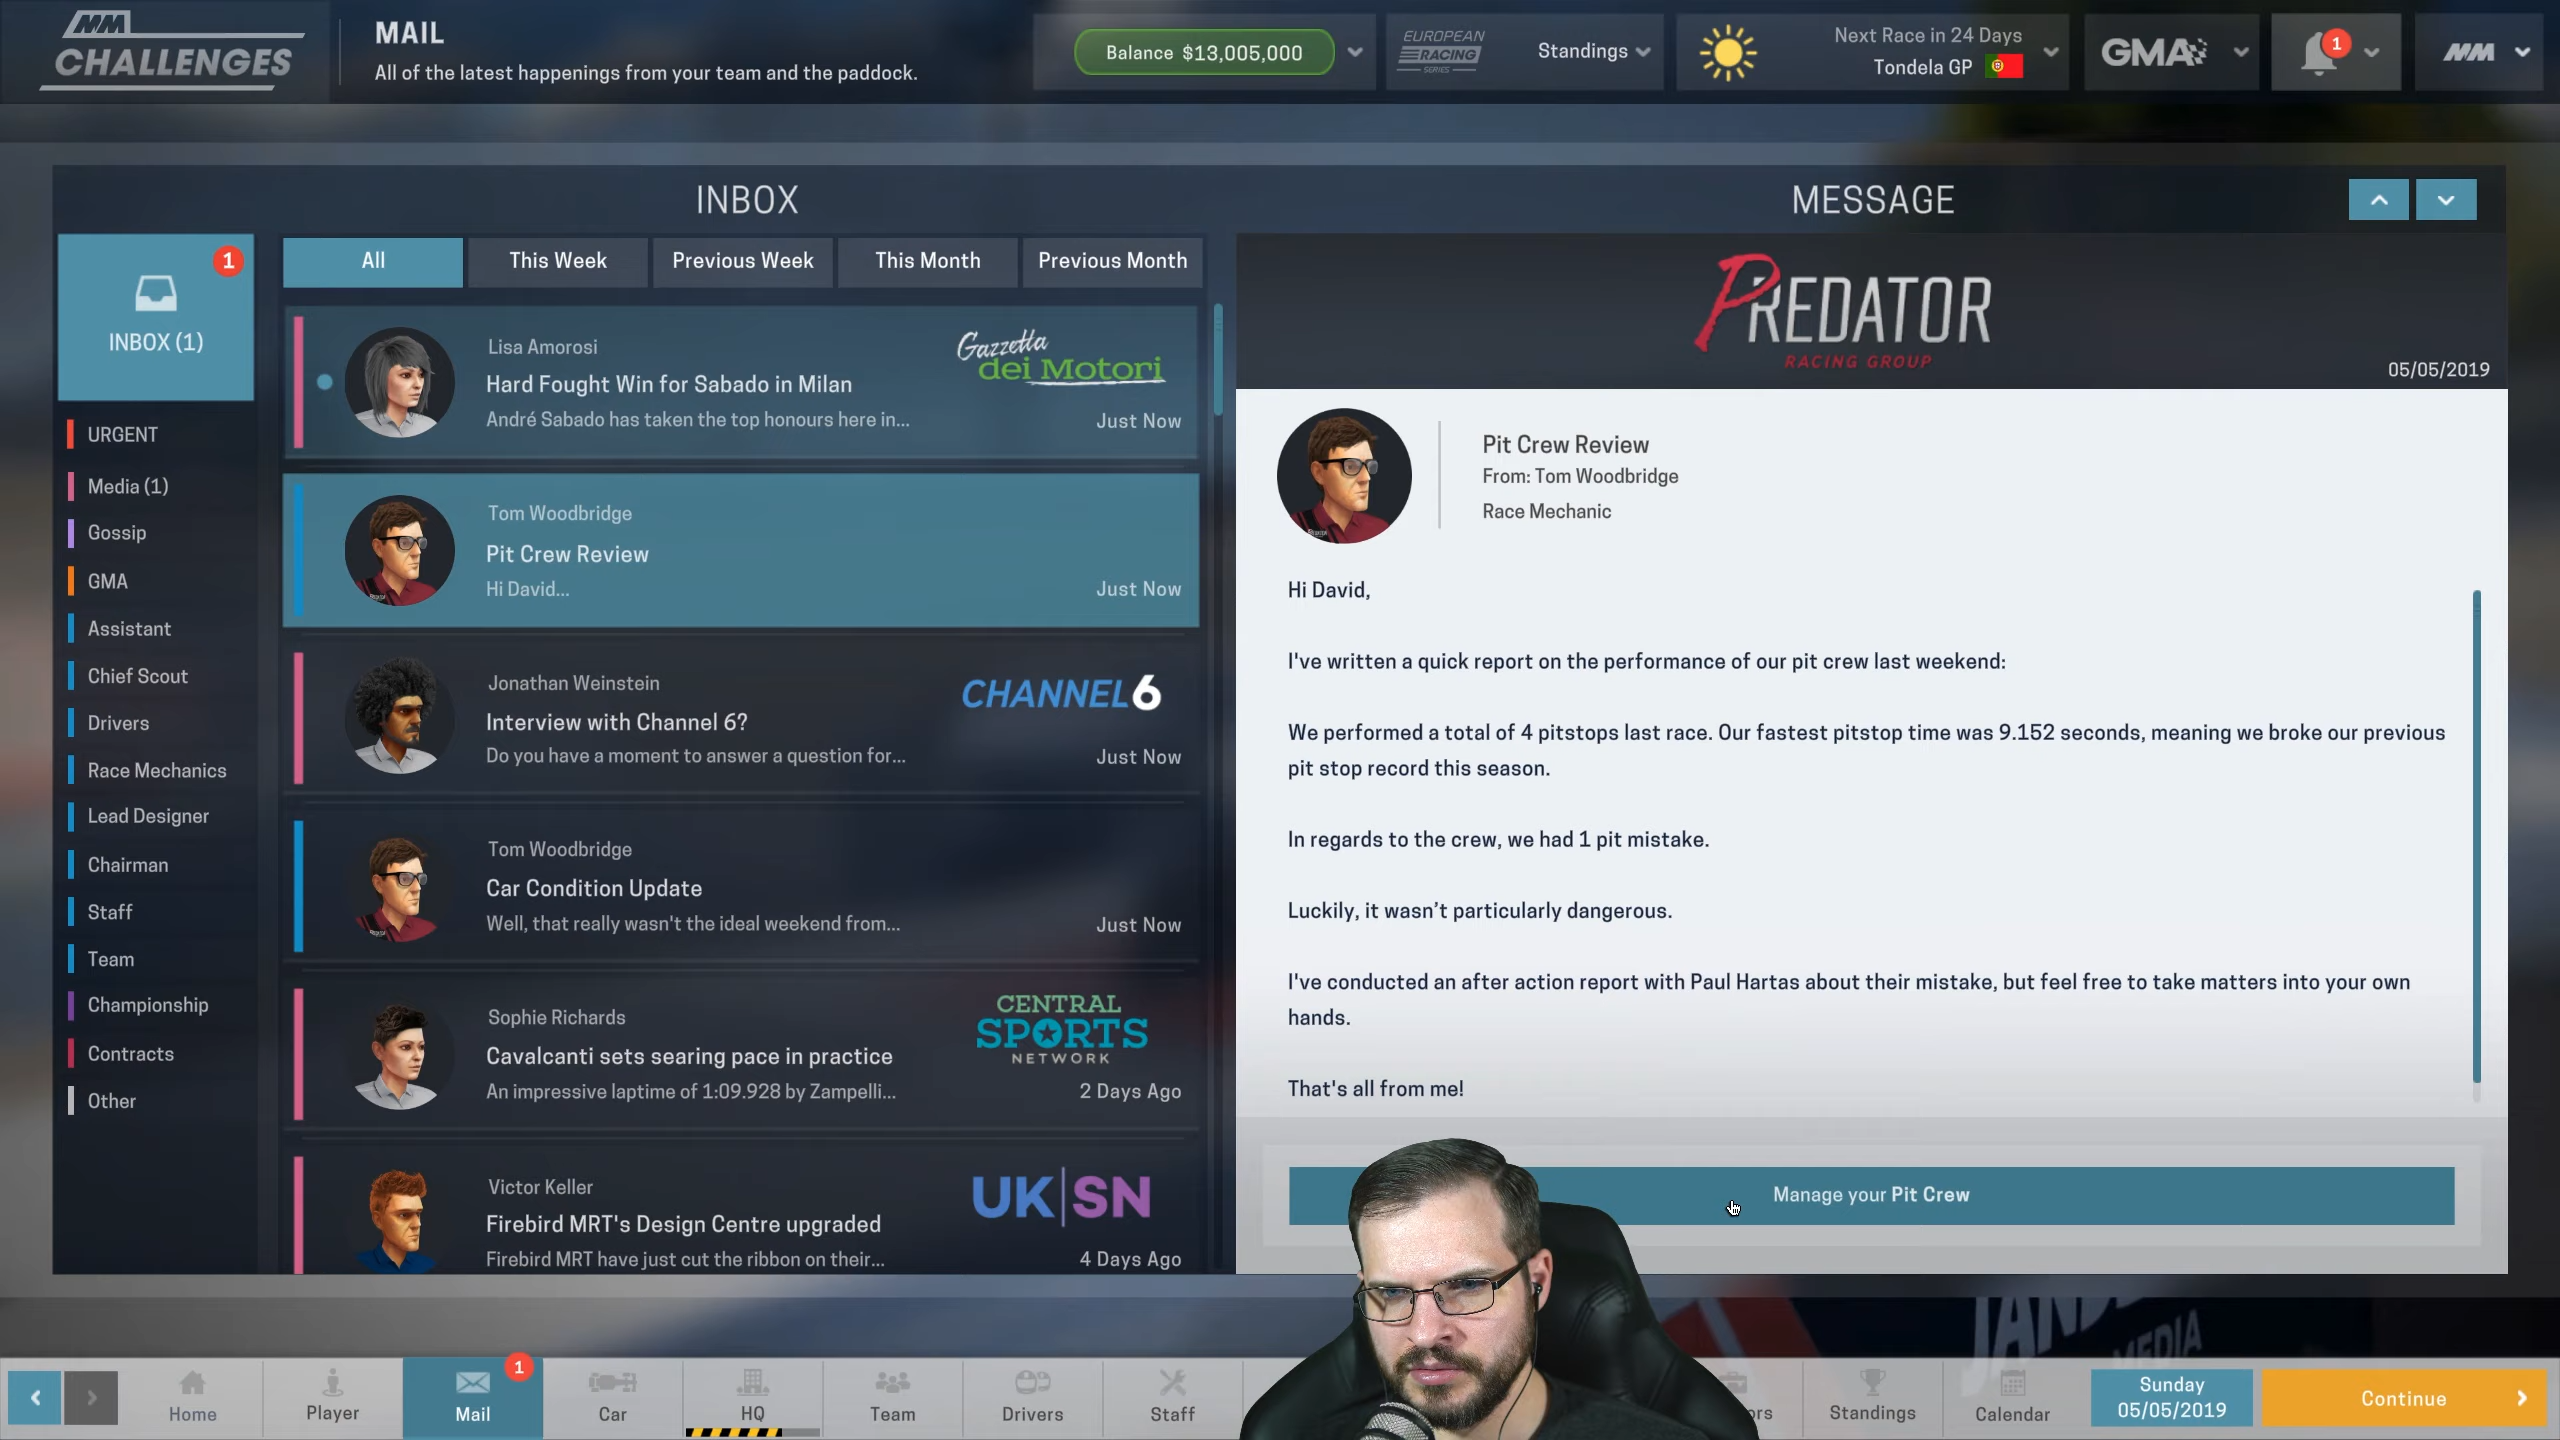 MM
CHALLENGES
MAIL
All of the latest happenings from your team and the paddock.
Balance $13,005,000
EUROPEAN
RACING
SERIES
Standings
Next Race in 24 Days
Tondela GP
GMA
1
MM
INBOX
MESSAGE
1
INBOX (1)
URGENT
Media (1)
Gossip
GMA
Assistant
Chief Scout
Drivers
Race Mechanics
Lead Designer
Chairman
Staff
Team
Championship
Contracts
Other
All
This Week
Previous Week
This Month
Previous Month
Lisa Amorosi
Hard Fought Win for Sabado in Milan
André Sabado has taken the top honours here in...
Gazzetta
dei Motori
Just Now
Tom Woodbridge
Pit Crew Review
Hi David...
Just Now
Jonathan Weinstein
Interview with Channel 6?
Do you have a moment to answer a question for...
CHANNEL6
Just Now
Tom Woodbridge
Car Condition Update
Well, that really wasn't the ideal weekend from...
Just Now
Sophie Richards
Cavalcanti sets searing pace in practice
An impressive laptime of 1:09.928 by Zampelli...
CENTRAL
SPORTS
NETWORK
2 Days Ago
Victor Keller
Firebird MRT's Design Centre upgraded
Firebird MRT have just cut the ribbon on their...
UK|SN
4 Days Ago
PREDATOR
RACING GROUP
05/05/2019
Pit Crew Review
From: Tom Woodbridge
Race Mechanic
Hi David,
I've written a quick report on the performance of our pit crew last weekend:
We performed a total of 4 pitstops last race. Our fastest pitstop time was 9.152 seconds, meaning we broke our previous
pit stop record this season.
In regards to the crew, we had 1 pit mistake.
Luckily, it wasn't particularly dangerous.
I've conducted an after action report with Paul Hartas about their mistake, but feel free to take matters into your own
hands.
That's all from me!
Manage your Pit Crew
MEDIA
Home
Player
Mail
1
Car
HQ
Team
Drivers
Staff
Standings
Calendar
Sunday
05/05/2019
Continue